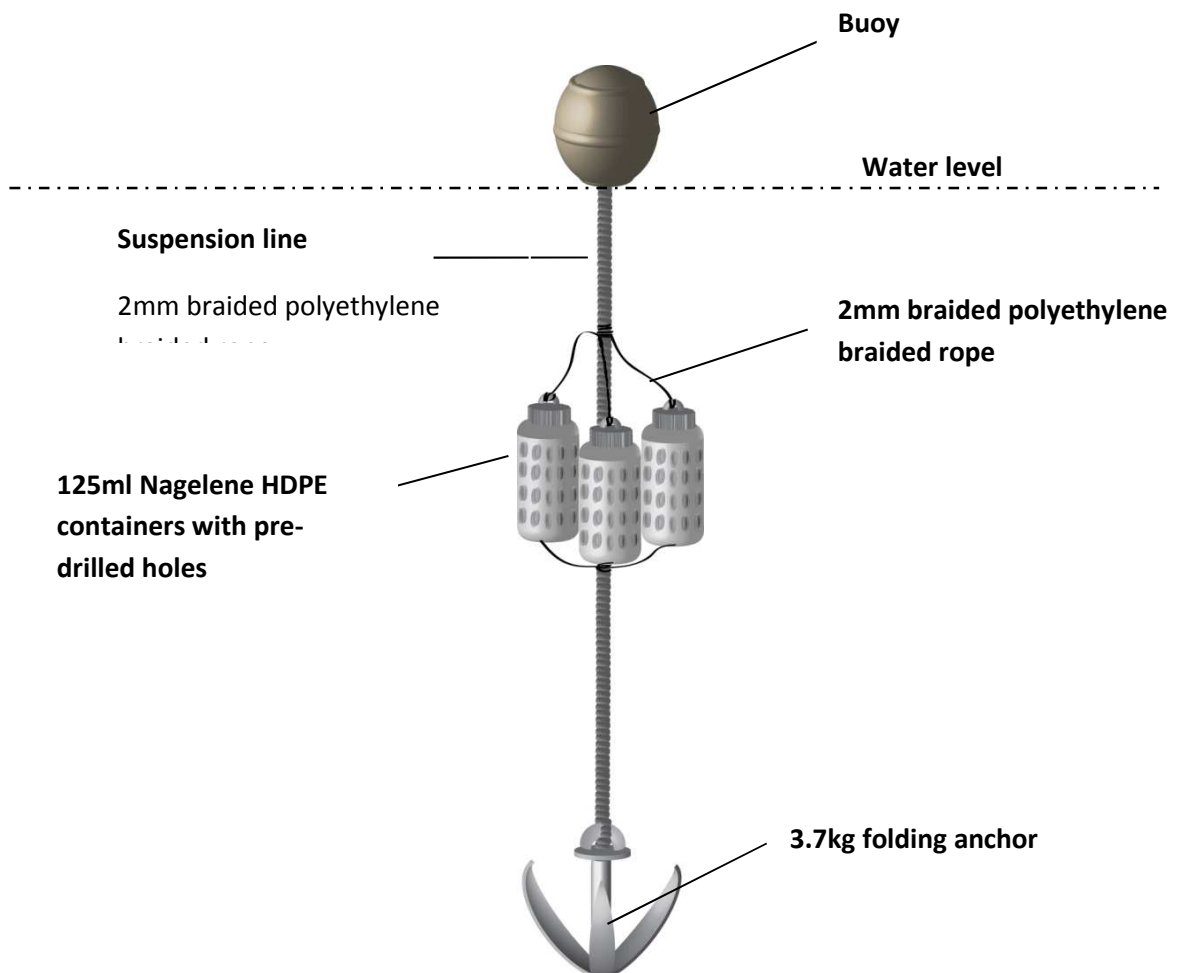 Buoy
Water level
Suspension line
2mm braided polyethylene
2mm braided polyethylene
braided rope
125ml Nagelene HDPE
containers with pre-
drilled holes
3.7kg folding anchor